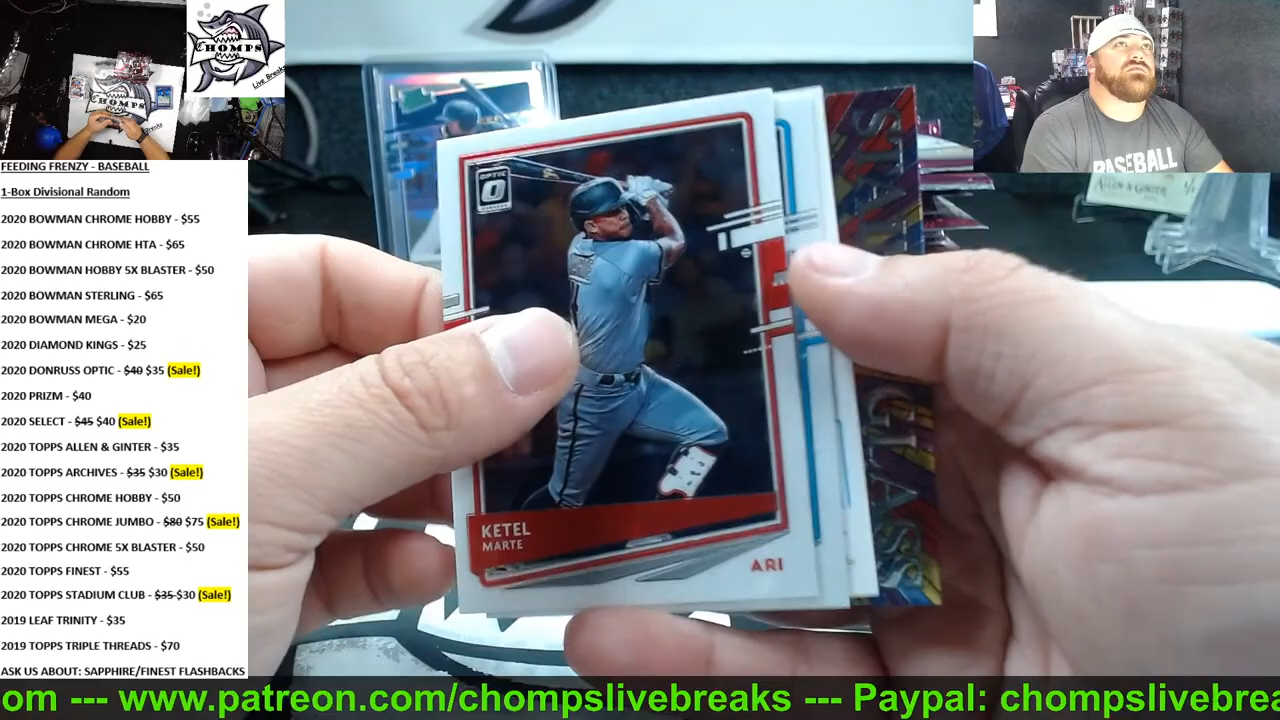 CHOMPS
Live Breaks
CHOMPS
BASEBALL
ALLEN & GINTER
FEEDING FRENZY - BASEBALL
1-Box Divisional Random
2020 BOWMAN CHROME HOBBY - $55
2020 BOWMAN CHROME HTA - $65
2020 BOWMAN HOBBY 5X BLASTER - $50
2020 BOWMAN STERLING - $65
2020 BOWMAN MEGA - $20
2020 DIAMOND KINGS - $25
2020 DONRUSS OPTIC - $40 $35 (Sale!)
2020 PRIZM - $40
2020 SELECT - $45 $40 (Sale!)
2020 TOPPS ALLEN & GINTER - $35
2020 TOPPS ARCHIVES - $35 $30 (Sale!)
2020 TOPPS CHROME HOBBY - $50
2020 TOPPS CHROME JUMBO - $80 $75 (Sale!)
2020 TOPPS CHROME 5X BLASTER - $50
2020 TOPPS FINEST - $55
2020 TOPPS STADIUM CLUB - $35 $30 (Sale!)
2019 LEAF TRINITY - $35
2019 TOPPS TRIPLE THREADS - $70
ASK US ABOUT: SAPPHIRE/FINEST FLASHBACKS
OPTIC
KETEL
MARTE
ARI
om --- www.patreon.com/chompslivebreaks --- Paypal: chompslivebrea